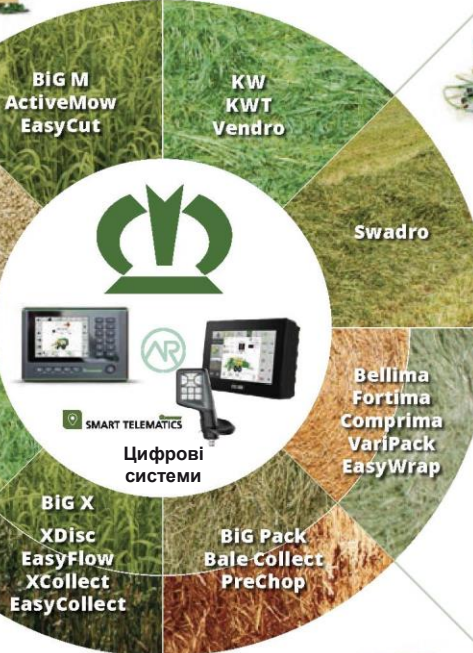 BiG M
ActiveMow
EasyCut
KW
KWT
Vendro
Swadro
SMART TELEMATICS
Цифрові
системи
Bellima
Fortima
Comprima
VariPack
EasyWrap
BiG X
XDisc
EasyFlow
XCollect
EasyCollect
BiG Pack
Bale Collect
PreChop